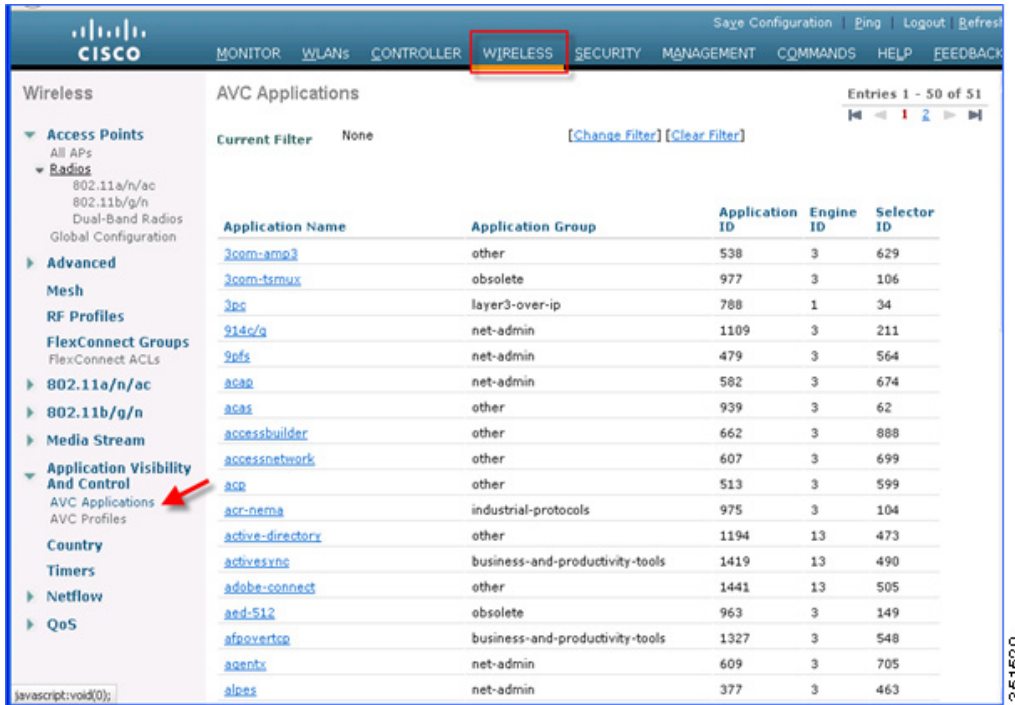 Save Configuration | Ping | Logout | Refresh
CISCO
MONITOR WLANs CONTROLLER WIRELESS SECURITY MANAGEMENT COMMANDS HELP FEEDBACK
Wireless
Access Points
All APs
Radios
802.11a/n/ac
802.11b/g/n
Dual-Band Radios
Global Configuration
Advanced
Mesh
RF Profiles
FlexConnect Groups
FlexConnect ACLs
802.11a/n/ac
802.11b/g/n
Media Stream
Application Visibility
And Control
AVC Applications
AVC Profiles
Country
Timers
Netflow
QoS
javascript:void(0);
AVC Applications
Entries 1 - 50 of 51
1 2
Current Filter None [Change Filter] [Clear Filter]
Application Name Application Group Application ID Engine ID Selector ID
3com-amp3 other 538 3 629
3com-tsmux obsolete 977 3 106
3pc layer3-over-ip 788 1 34
914c/g net-admin 1109 3 211
9pfs net-admin 479 3 564
acap net-admin 582 3 674
acas other 939 3 62
accessbuilder other 662 3 888
accessnetwork other 607 3 699
acp other 513 3 599
acr-nema industrial-protocols 975 3 104
active-directory other 1194 13 473
activesync business-and-productivity-tools 1419 13 490
adobe-connect other 1441 13 505
aed-512 obsolete 963 3 149
afpovertcp business-and-productivity-tools 1327 3 548
agentx net-admin 609 3 705
alpes net-admin 377 3 463